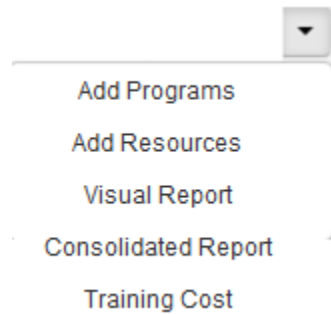 Add Programs
Add Resources
Visual Report
Consolidated Report
Training Cost